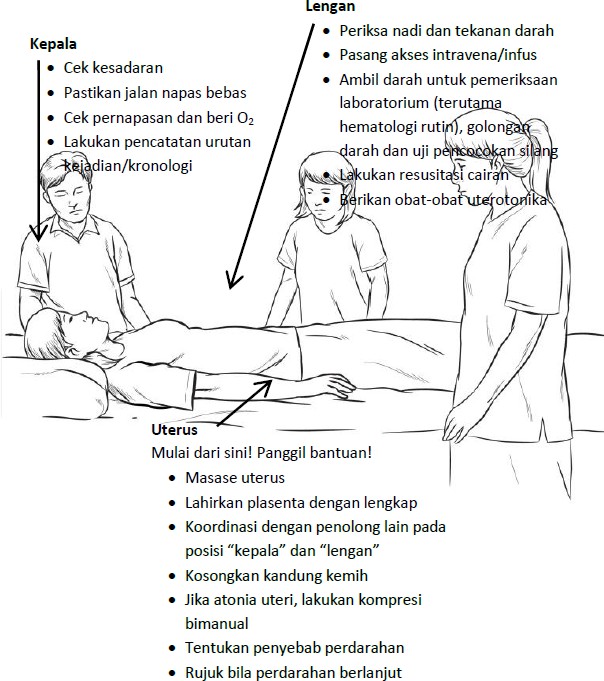 Kepala
• Cek kesadaran
• Pastikan jalan napas bebas
• Cek pernapasan dan beri O₂
• Lakukan pencatatan urutan
kejadian/kronologi
Lengan
• Periksa nadi dan tekanan darah
• Pasang akses intravena/infus
• Ambil darah untuk pemeriksaan
laboratorium (terutama
hematologi rutin), golongan
darah dan uji pencocokan silang
• Lakukan resusitasi cairan
• Berikan obat-obat uterotonika
Uterus
Mulai dari sini! Panggil bantuan!
• Masase uterus
• Lahirkan plasenta dengan lengkap
• Koordinasi dengan penolong lain pada
posisi “kepala” dan “lengan”
• Kosongkan kandung kemih
• Jika atonia uteri, lakukan kompresi
bimanual
• Tentukan penyebab perdarahan
• Rujuk bila perdarahan berlanjut